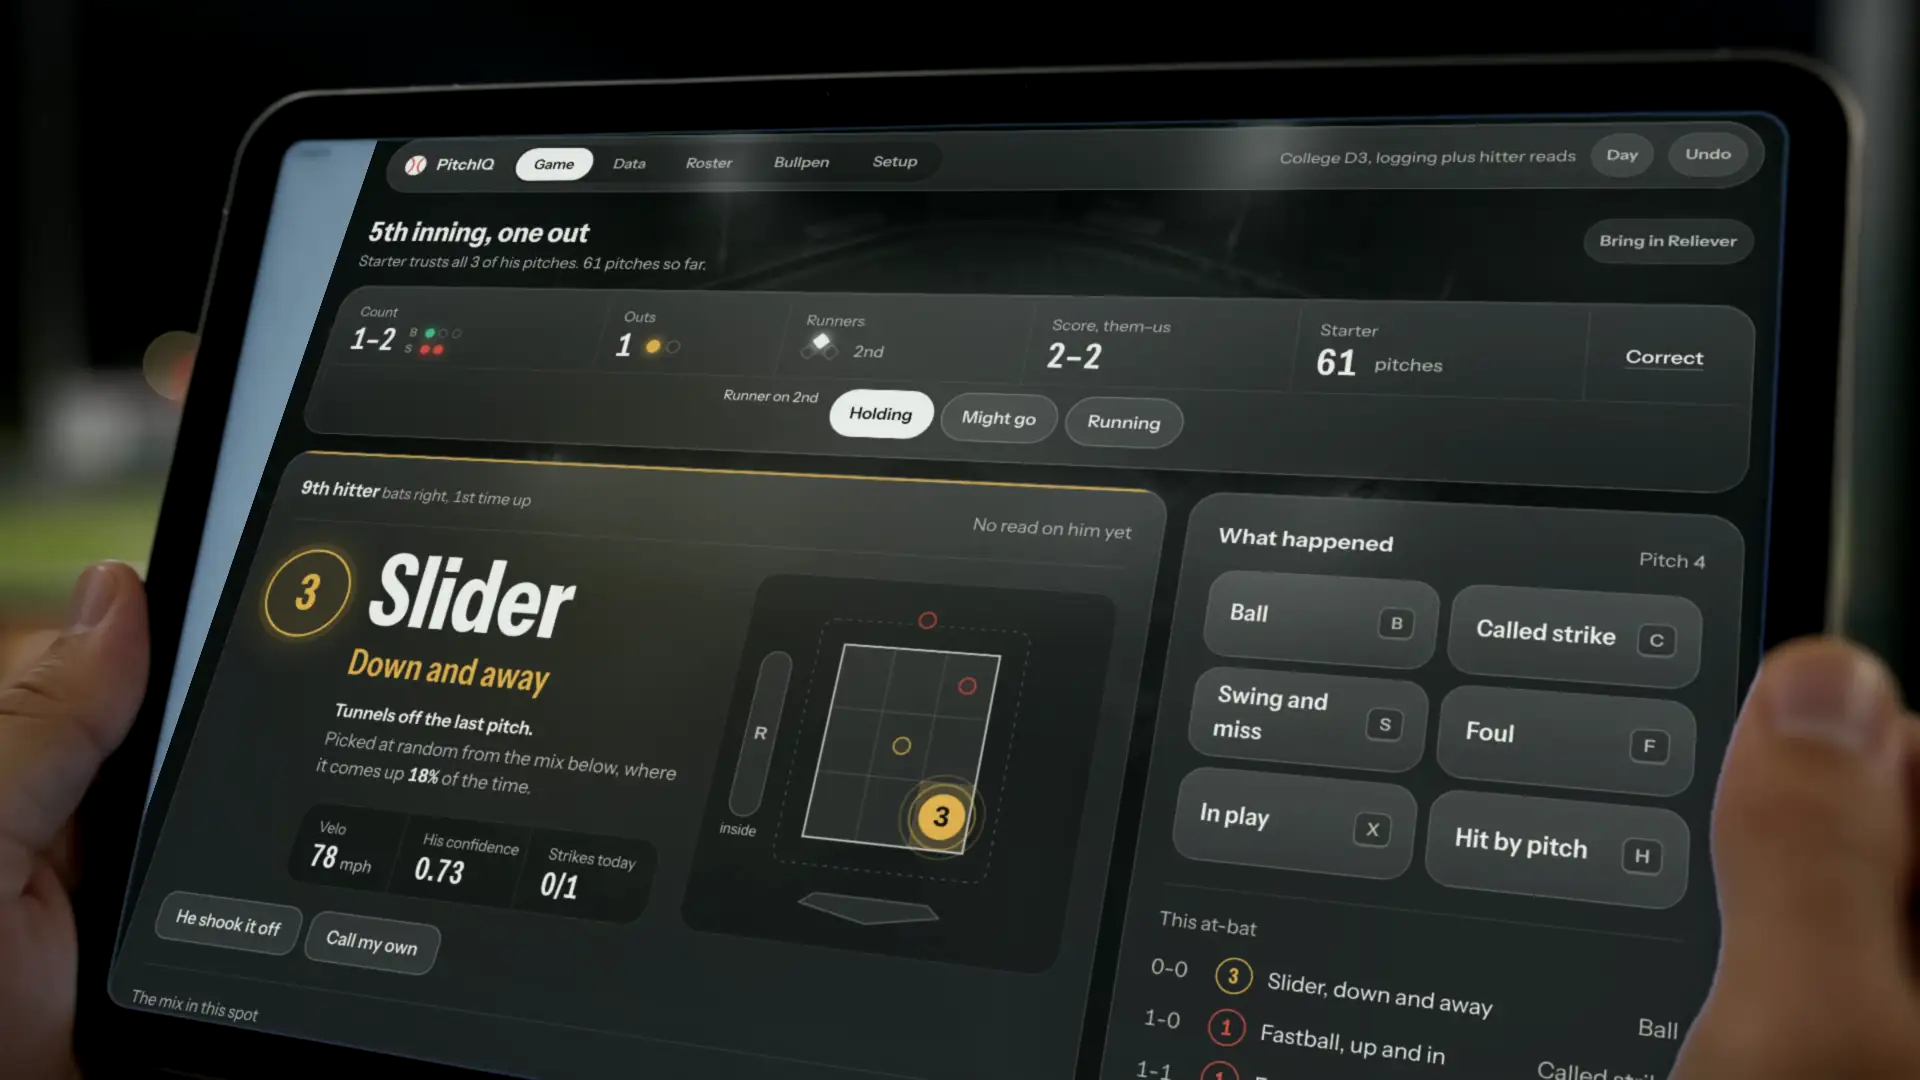 PitchIQ
Game
Data
Roster
Bullpen
Setup
College D3, logging plus hitter reads
Day
Undo
5th inning, one out
Starter trusts all 3 of his pitches. 61 pitches so far.
Bring in Reliever
Count
1–2
B
S
Outs
1
Runners
2nd
Score, them–us
2–2
Starter
61 pitches
Correct
Runner on 2nd
Holding
Might go
Running
9th hitter bats right, 1st time up
No read on him yet
3
Slider
Down and away
Tunnels off the last pitch.
Picked at random from the mix below, where
it comes up 18% of the time.
Velo
78 mph
His confidence
0.73
Strikes today
0/1
He shook it off
Call my own
The mix in this spot
R
inside
3
What happened
Pitch 4
Ball
B
Called strike
C
Swing and
miss
S
Foul
F
In play
X
Hit by pitch
H
This at-bat
0–0
3
Slider, down and away
Ball
1–0
1
Fastball, up and in
Called
1–1
1